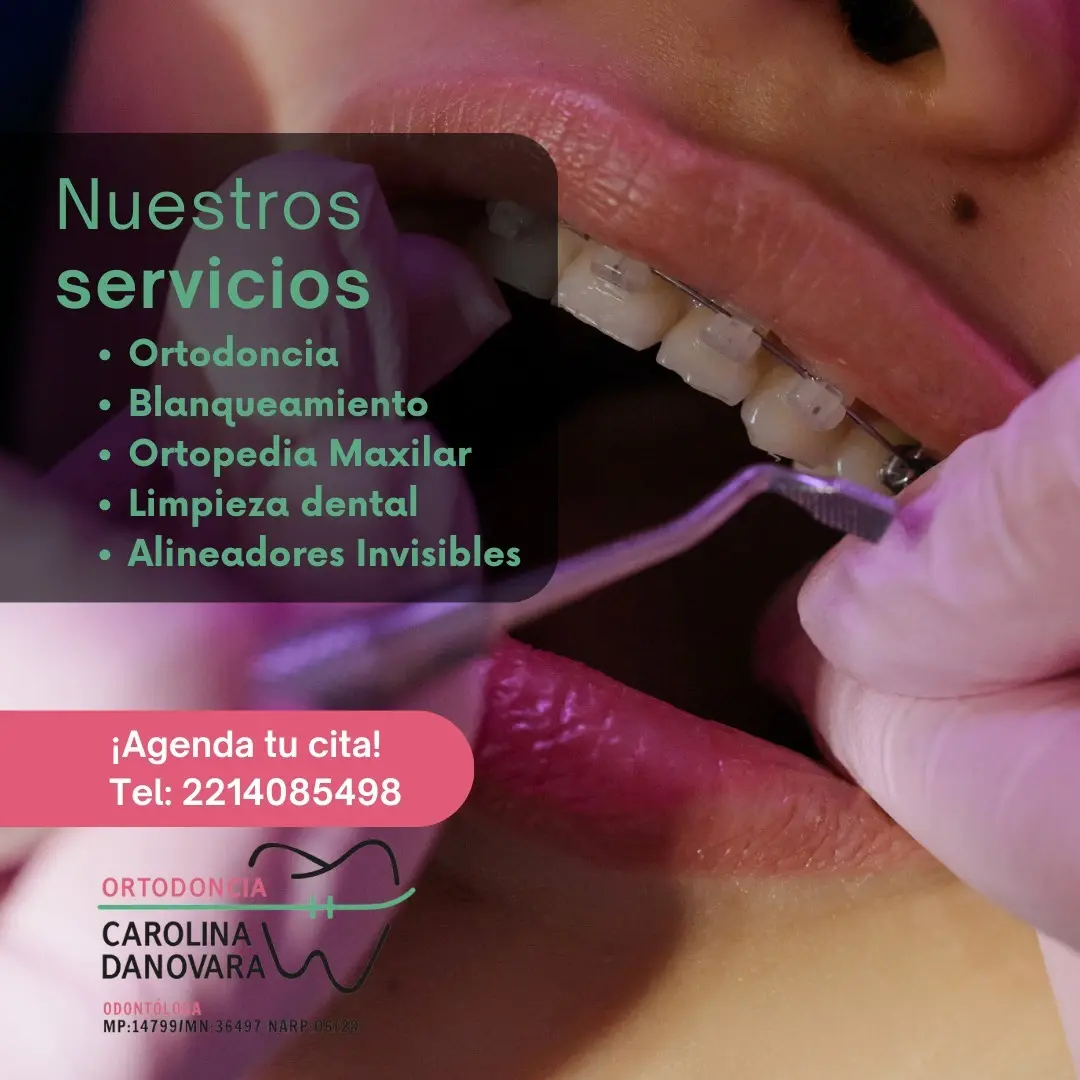 Nuestros
servicios
• Ortodoncia
• Blanqueamiento
• Ortopedia Maxilar
• Limpieza dental
• Alineadores Invisibles
¡Agenda tu cita!
Tel: 2214085498
ORTODONCIA
CAROLINA
DANOVARA
ODONTÓLOGA
MP:14799/MN:36497 NARP: